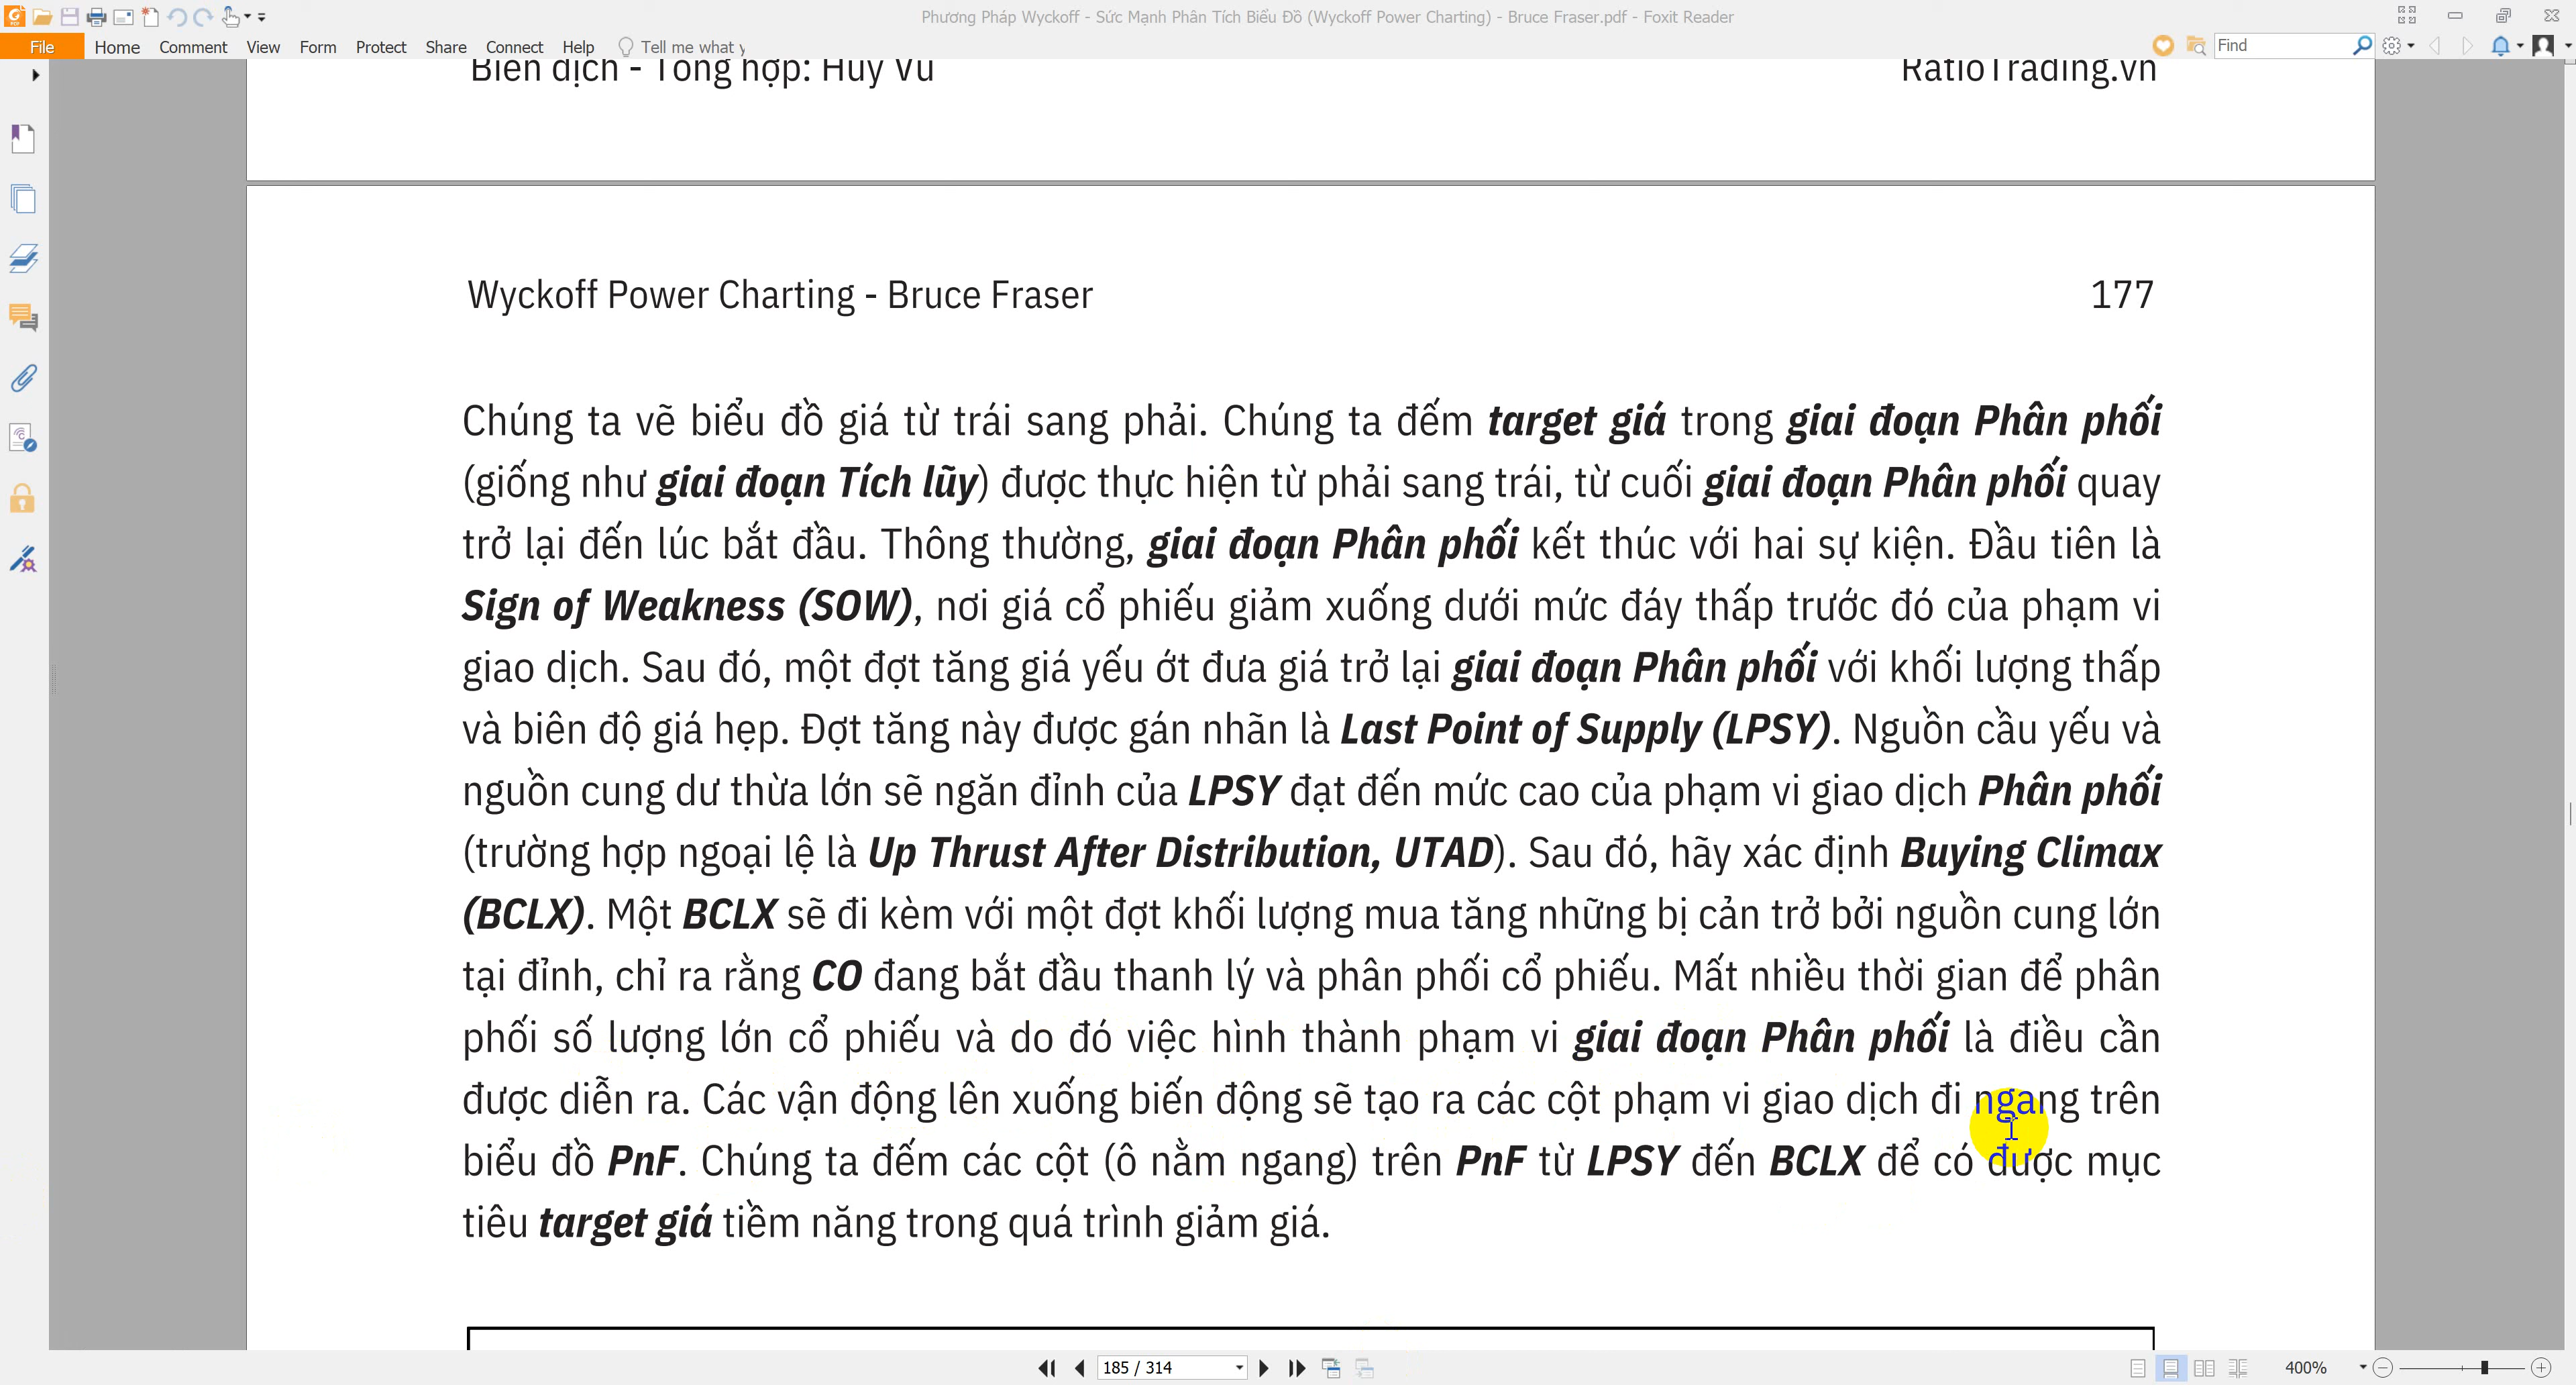 Phương Pháp Wyckoff - Sức Mạnh Phân Tích Biểu Đồ (Wyckoff Power Charting) - Bruce Fraser.pdf - Foxit Reader
File Home Comment View Form Protect Share Connect Help Tell me what y Find
Biên dịch - Tổng hợp: Huy Vũ RatioTrading.vn
Wyckoff Power Charting - Bruce Fraser 177
Chúng ta vẽ biểu đồ giá từ trái sang phải. Chúng ta đếm target giá trong giai đoạn Phân phối
(giống như giai đoạn Tích lũy) được thực hiện từ phải sang trái, từ cuối giai đoạn Phân phối quay
trở lại đến lúc bắt đầu. Thông thường, giai đoạn Phân phối kết thúc với hai sự kiện. Đầu tiên là
Sign of Weakness (SOW), nơi giá cổ phiếu giảm xuống dưới mức đáy thấp trước đó của phạm vi
giao dịch. Sau đó, một đợt tăng giá yếu ớt đưa giá trở lại giai đoạn Phân phối với khối lượng thấp
và biên độ giá hẹp. Đợt tăng này được gán nhãn là Last Point of Supply (LPSY). Nguồn cầu yếu và
nguồn cung dư thừa lớn sẽ ngăn đỉnh của LPSY đạt đến mức cao của phạm vi giao dịch Phân phối
(trường hợp ngoại lệ là Up Thrust After Distribution, UTAD). Sau đó, hãy xác định Buying Climax
(BCLX). Một BCLX sẽ đi kèm với một đợt khối lượng mua tăng những bị cản trở bởi nguồn cung lớn
tại đỉnh, chỉ ra rằng CO đang bắt đầu thanh lý và phân phối cổ phiếu. Mất nhiều thời gian để phân
phối số lượng lớn cổ phiếu và do đó việc hình thành phạm vi giai đoạn Phân phối là điều cần
được diễn ra. Các vận động lên xuống biến động sẽ tạo ra các cột phạm vi giao dịch đi ngang trên
biểu đồ PnF. Chúng ta đếm các cột (ô nằm ngang) trên PnF từ LPSY đến BCLX để có được mục
tiêu target giá tiềm năng trong quá trình giảm giá.
185 / 314 400%